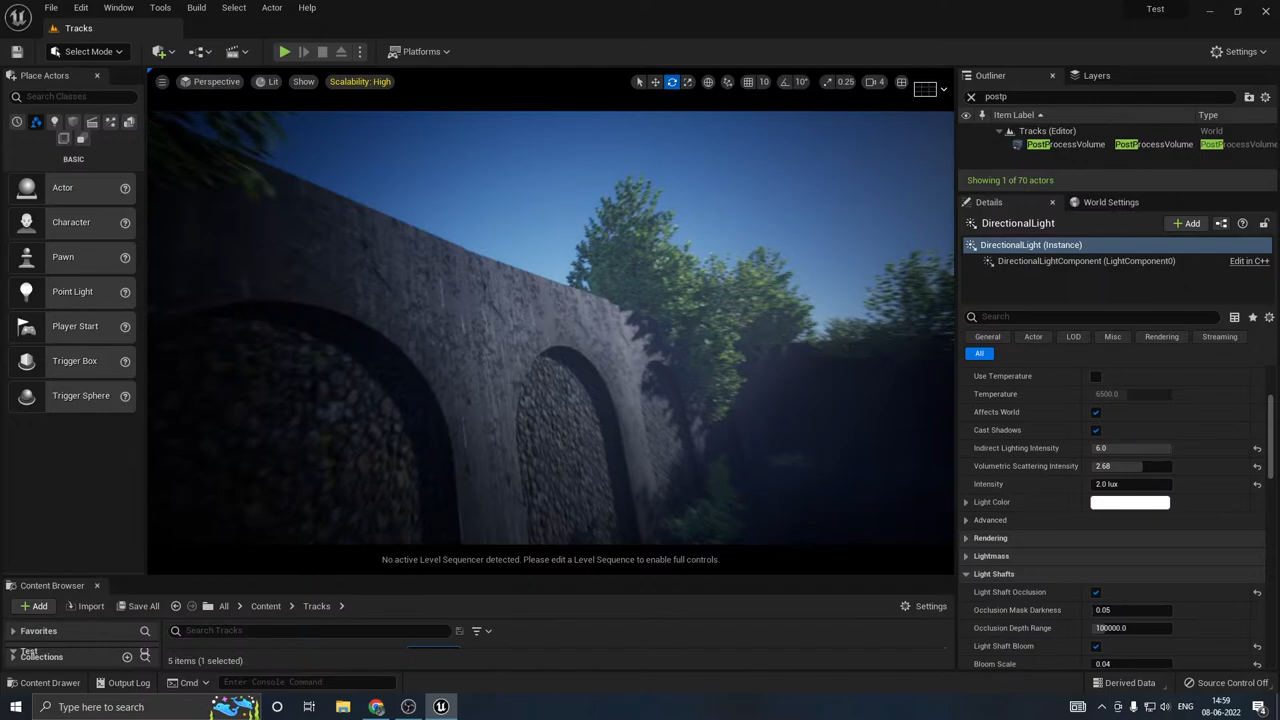 File Edit Window Tools Build Select Actor Help
Test
Tracks
Select Mode
Platforms
Settings
Place Actors
Search Classes
BASIC
Actor
Character
Pawn
Point Light
Player Start
Trigger Box
Trigger Sphere
Perspective Lit Show Scalability: High
10 10° 0.25 4
No active Level Sequencer detected. Please edit a Level Sequence to enable full controls.
Outliner Layers
postp
Item Label Type
Tracks (Editor) World
PostProcessVolume PostProcessVolume PostProcessVolume
Showing 1 of 70 actors
Details World Settings
DirectionalLight Add
DirectionalLight (Instance)
DirectionalLightComponent (LightComponent0) Edit in C++
Search
General Actor LOD Misc Rendering Streaming
All
Use Temperature
Temperature 6500.0
Affects World
Cast Shadows
Indirect Lighting Intensity 6.0
Volumetric Scattering Intensity 2.68
Intensity 2.0 lux
Light Color
Advanced
Rendering
Lightmass
Light Shafts
Light Shaft Occlusion
Occlusion Mask Darkness 0.05
Occlusion Depth Range 100000.0
Light Shaft Bloom
Bloom Scale 0.04
Content Browser
Add Import Save All All Content Tracks Settings
Favorites
Search Tracks
Test
Collections
5 items (1 selected)
Content Drawer Output Log Cmd Enter Console Command Derived Data Source Control Off
Type here to search
14:59
08-06-2022
4